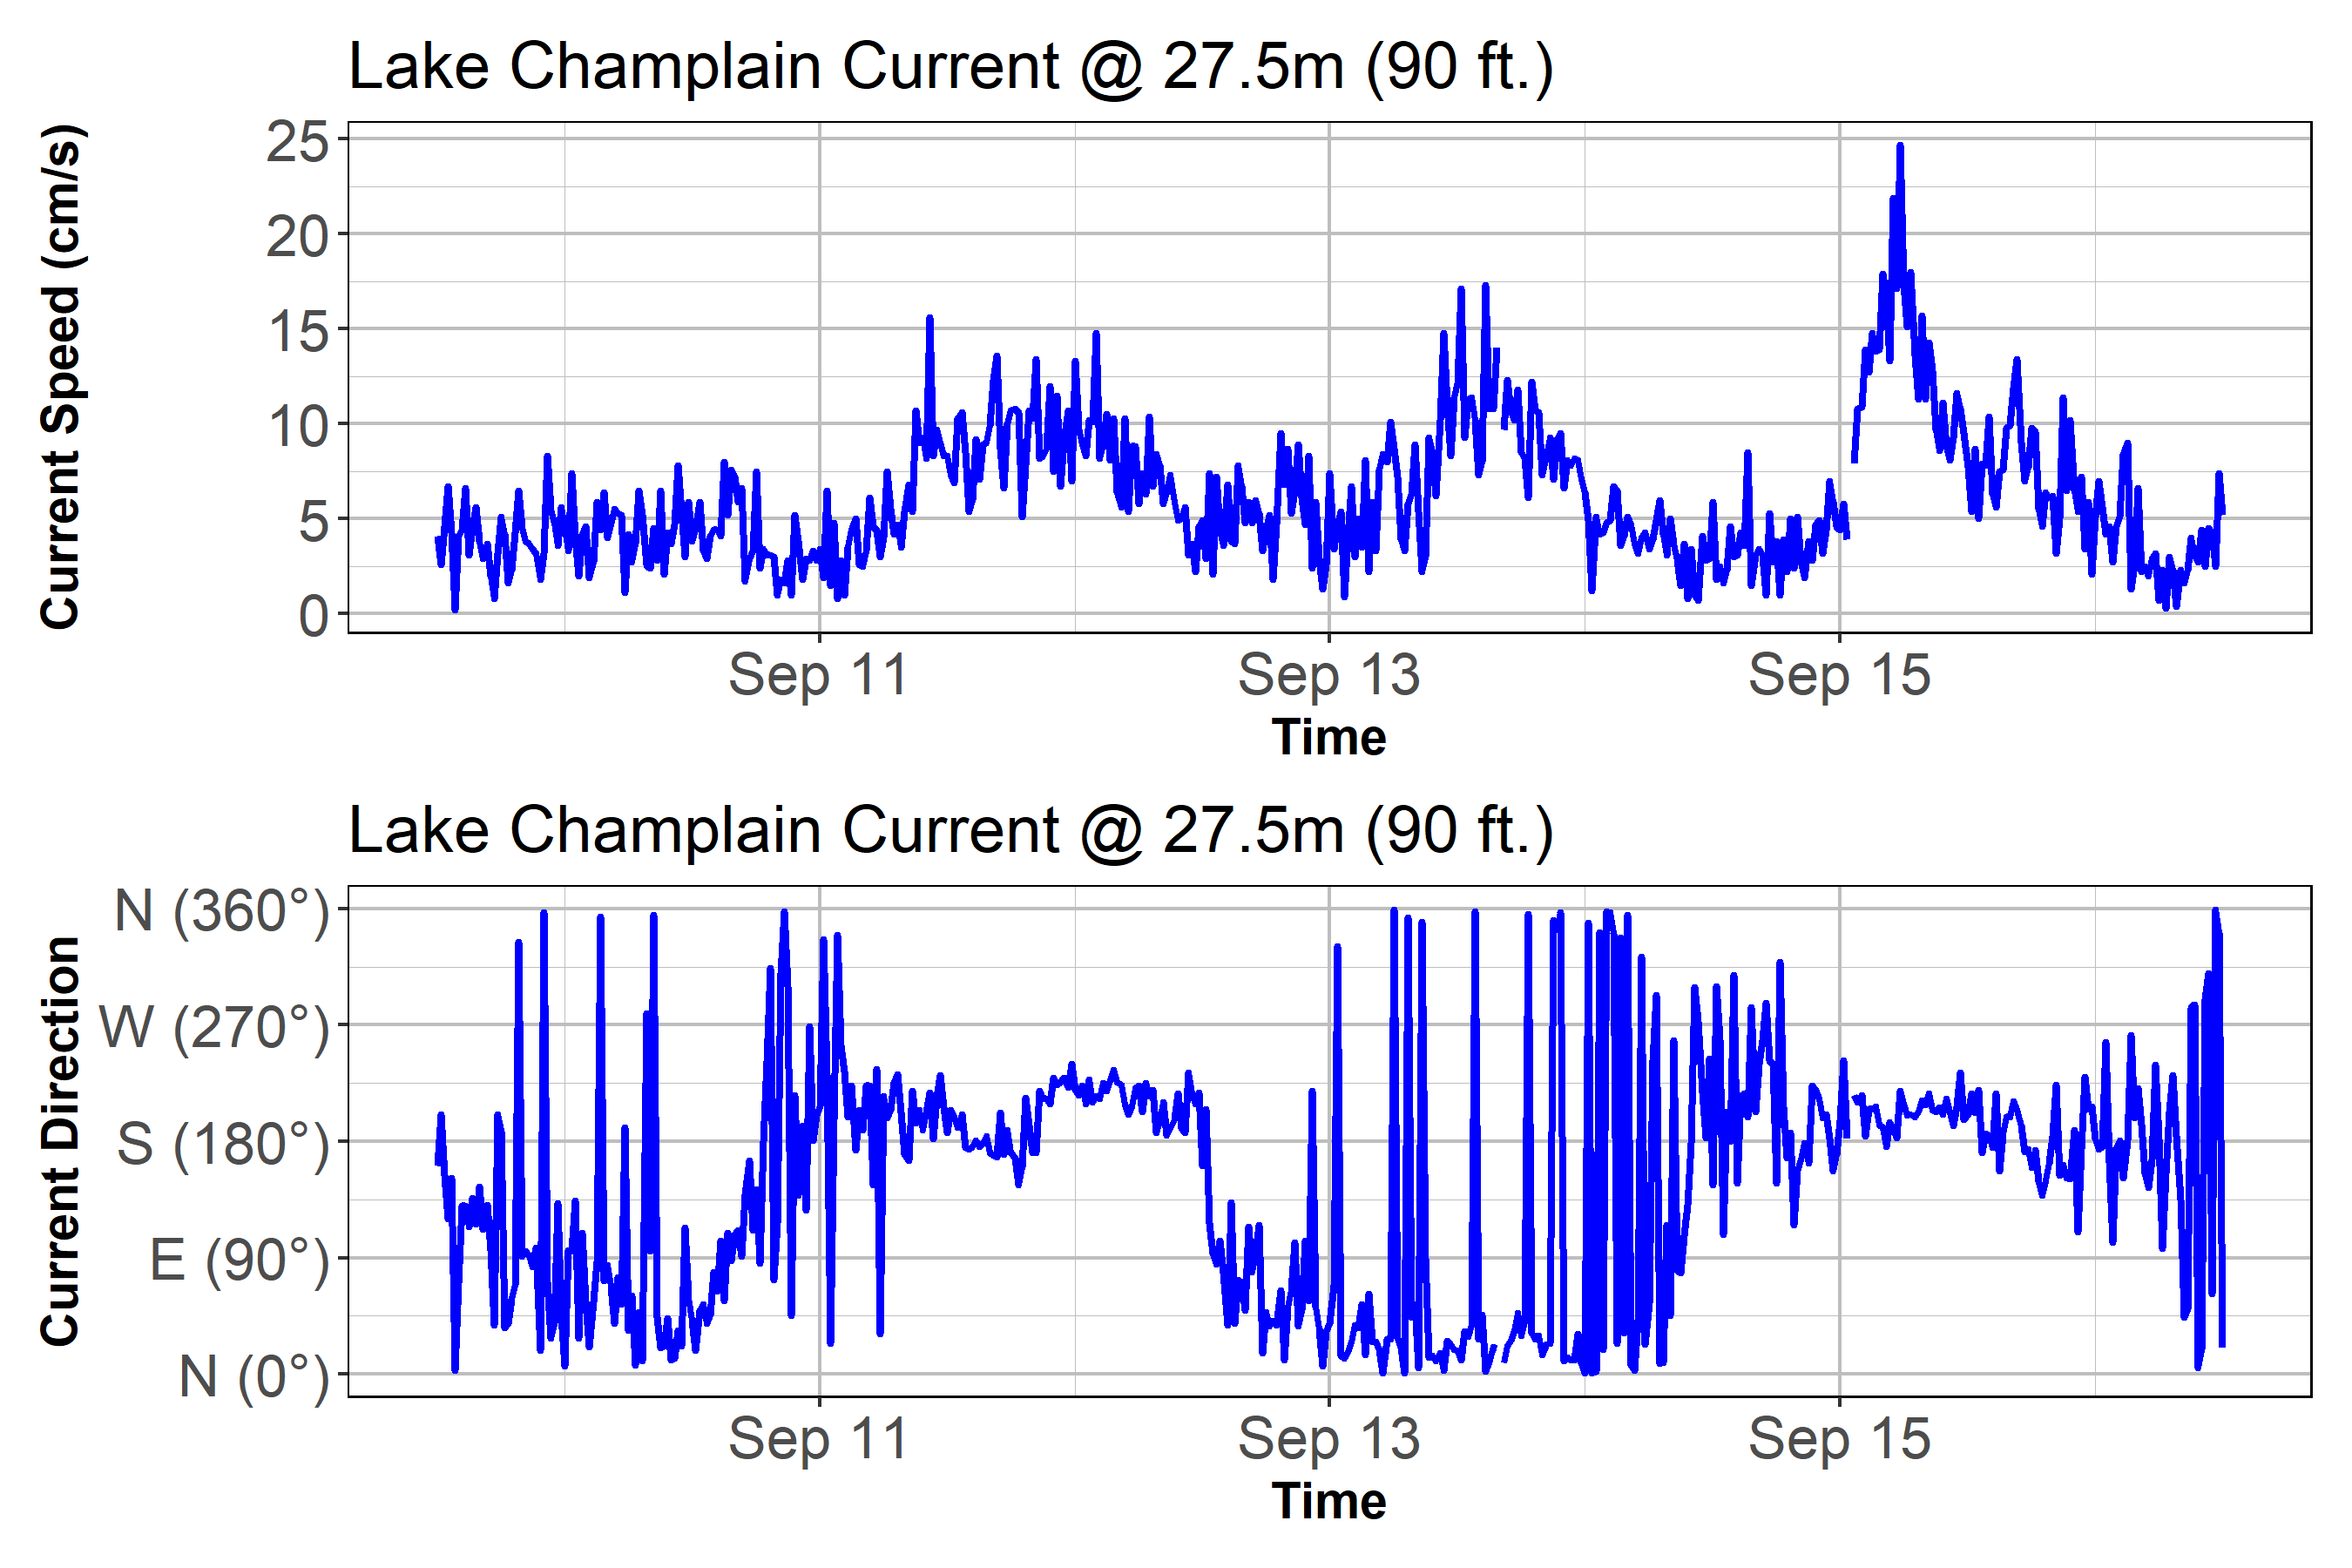 Lake Champlain Current @ 27.5m (90 ft.)
Current Speed (cm/s)
25
20
15
10
5
0
Sep 11 Sep 13 Sep 15
Time
Lake Champlain Current @ 27.5m (90 ft.)
Current Direction
N (360°)
W (270°)
S (180°)
E (90°)
N (0°)
Sep 11 Sep 13 Sep 15
Time